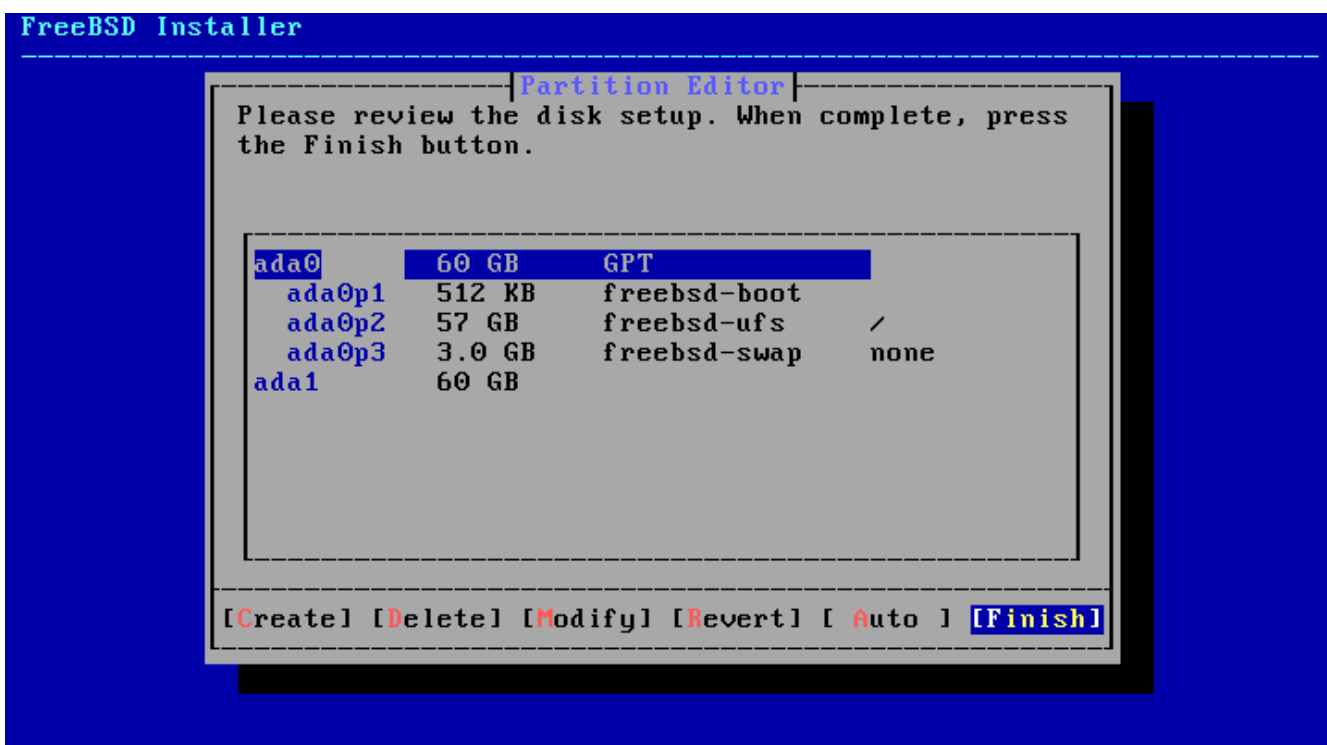 FreeBSD Installer
Partition Editor
Please review the disk setup. When complete, press
the Finish button.
ada0 60 GB GPT
ada0p1 512 KB freebsd-boot
ada0p2 57 GB freebsd-ufs /
ada0p3 3.0 GB freebsd-swap none
ada1 60 GB
[Create] [Delete] [Modify] [Revert] [ Auto ] [Finish]